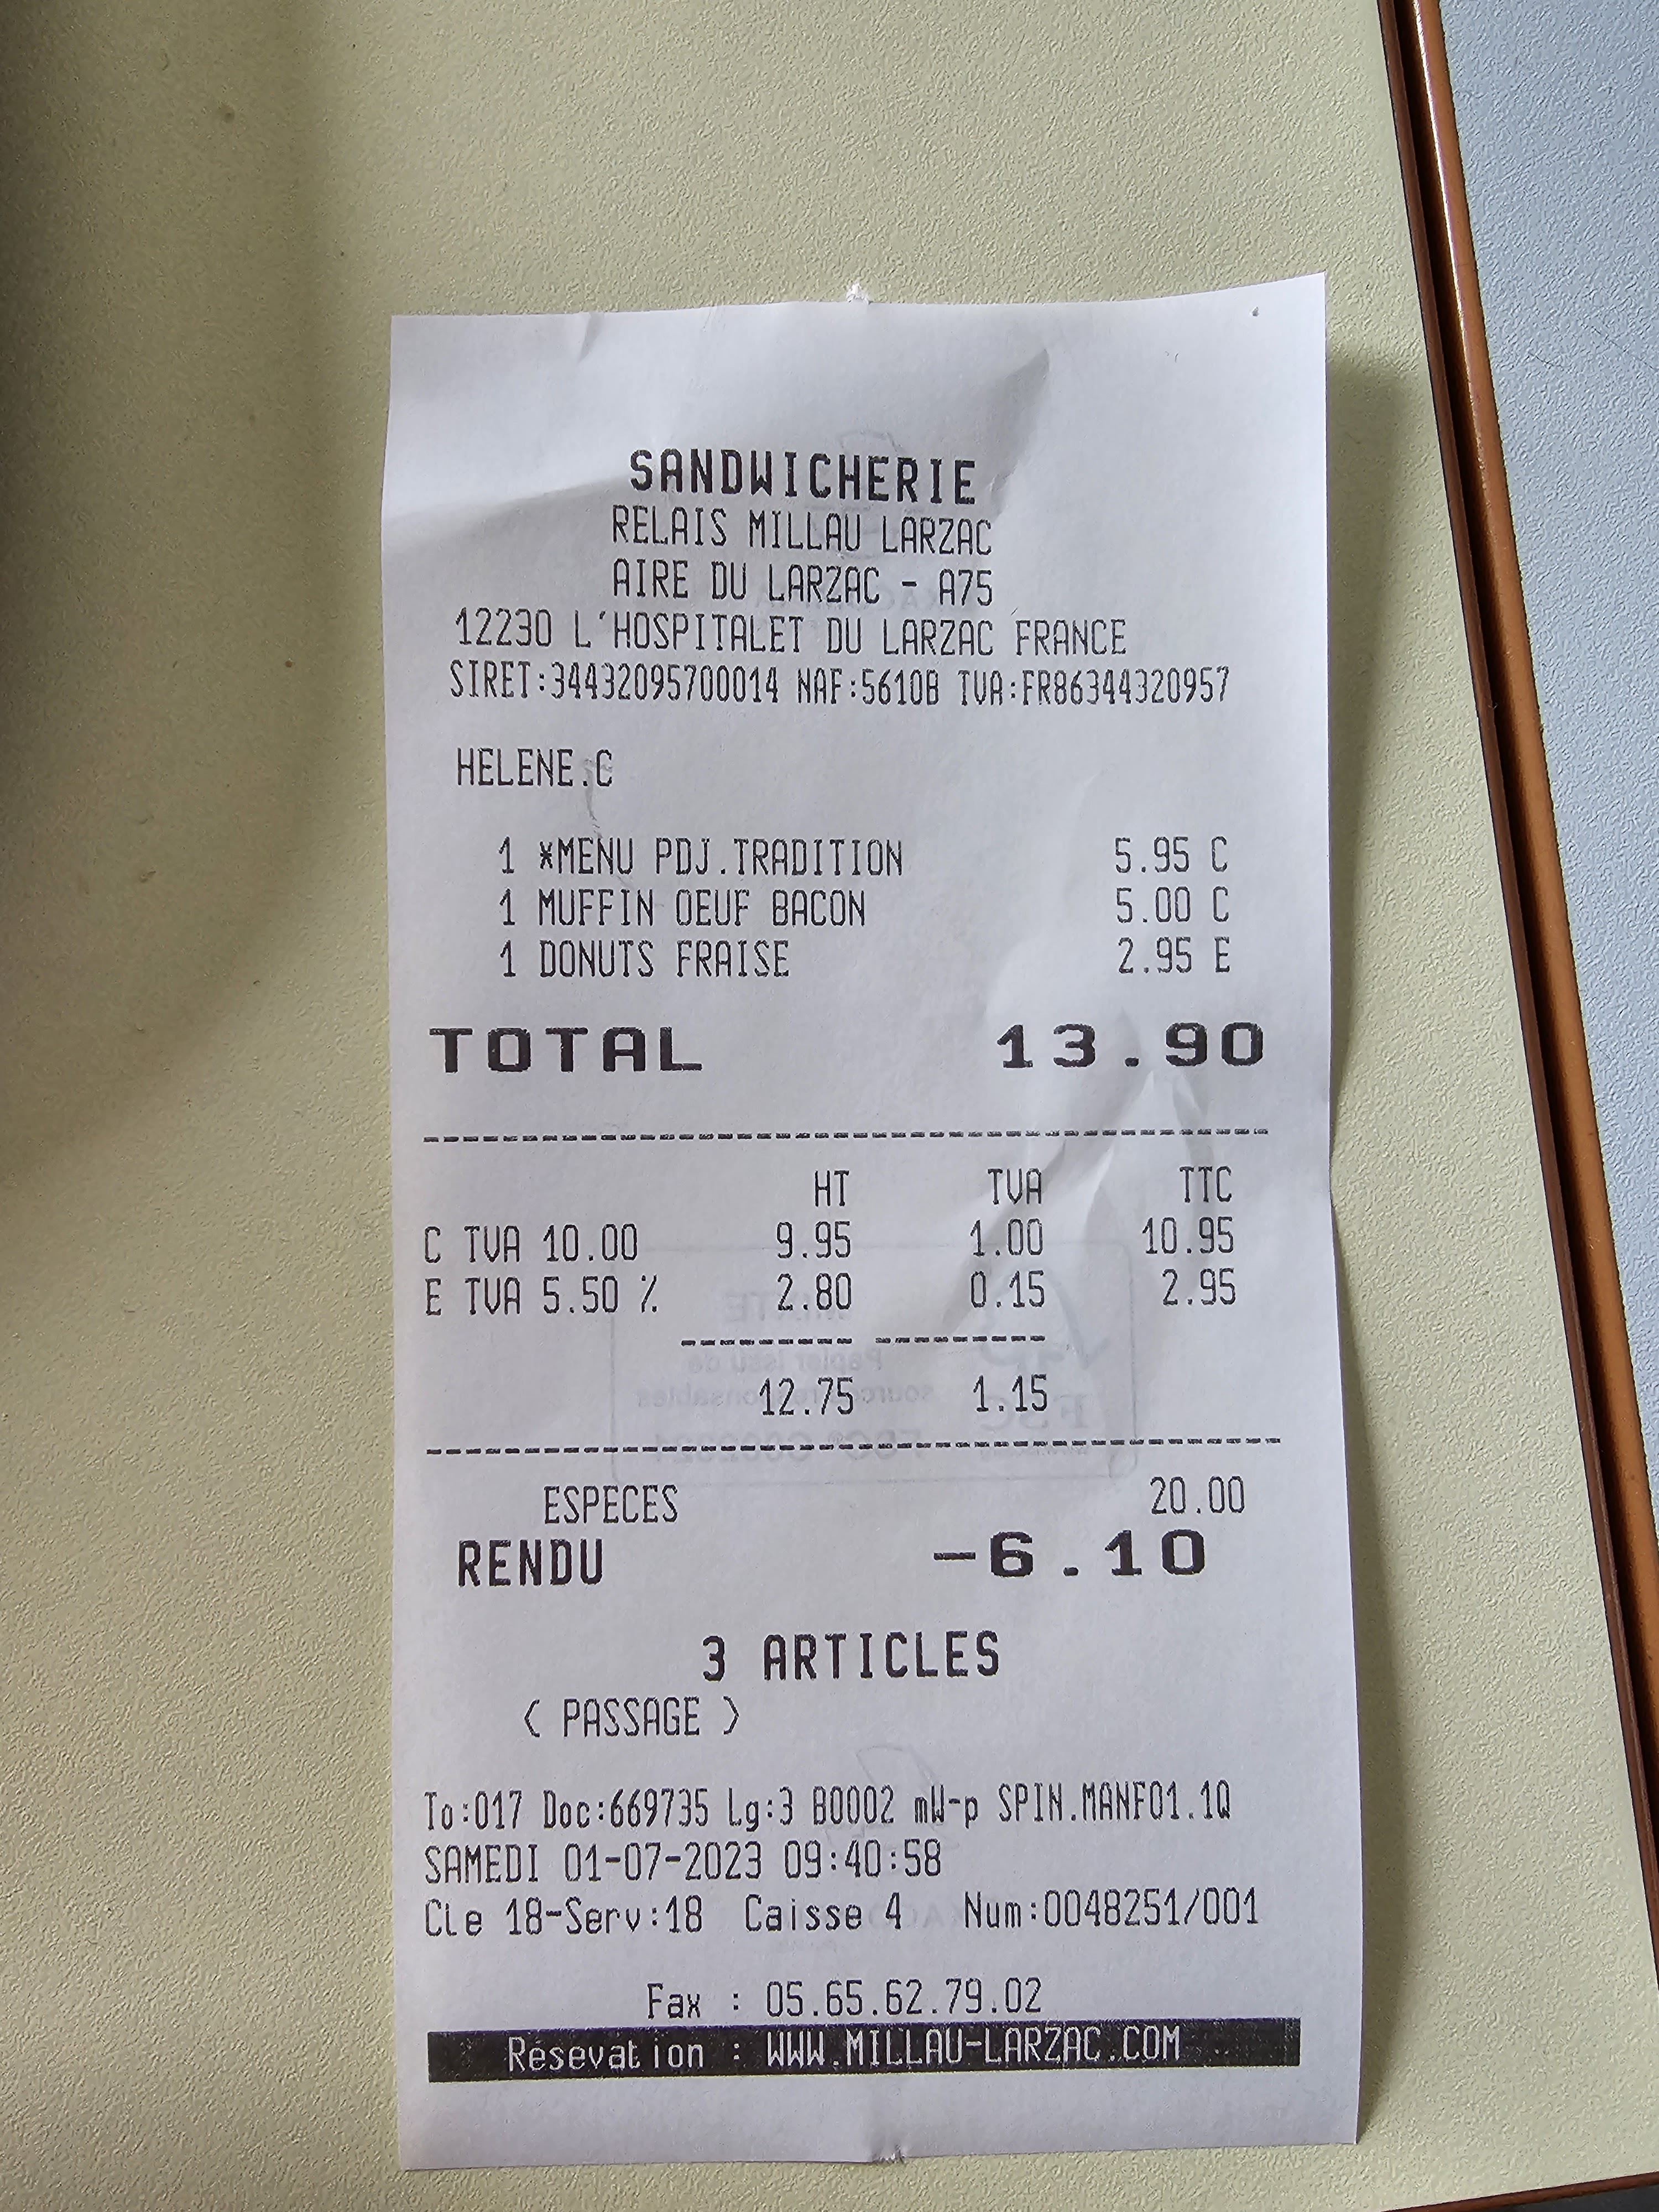 SANDWICHERIE
RELAIS MILLAU LARZAC
AIRE DU LARZAC - A75
12230 L'HOSPITALET DU LARZAC FRANCE
SIRET:34432095700014 NAF:5610B TVA:FR86344320957
HELENE.C
1 *MENU PDJ.TRADITION 5.95 C
1 MUFFIN OEUF BACON 5.00 C
1 DONUTS FRAISE 2.95 E
TOTAL 13.90
HT TVA TTC
C TVA 10.00 9.95 1.00 10.95
E TVA 5.50 % 2.80 0.15 2.95
12.75 1.15
ESPECES 20.00
RENDU -6.10
3 ARTICLES
( PASSAGE )
To:017 Doc:669735 Lg:3 B0002 mW-p SPIN.MANF01.1Q
SAMEDI 01-07-2023 09:40:58
Cle 18-Serv:18 Caisse 4 Num:0048251/001
Fax : 05.65.62.79.02
Résevation : WWW.MILLAU-LARZAC.COM